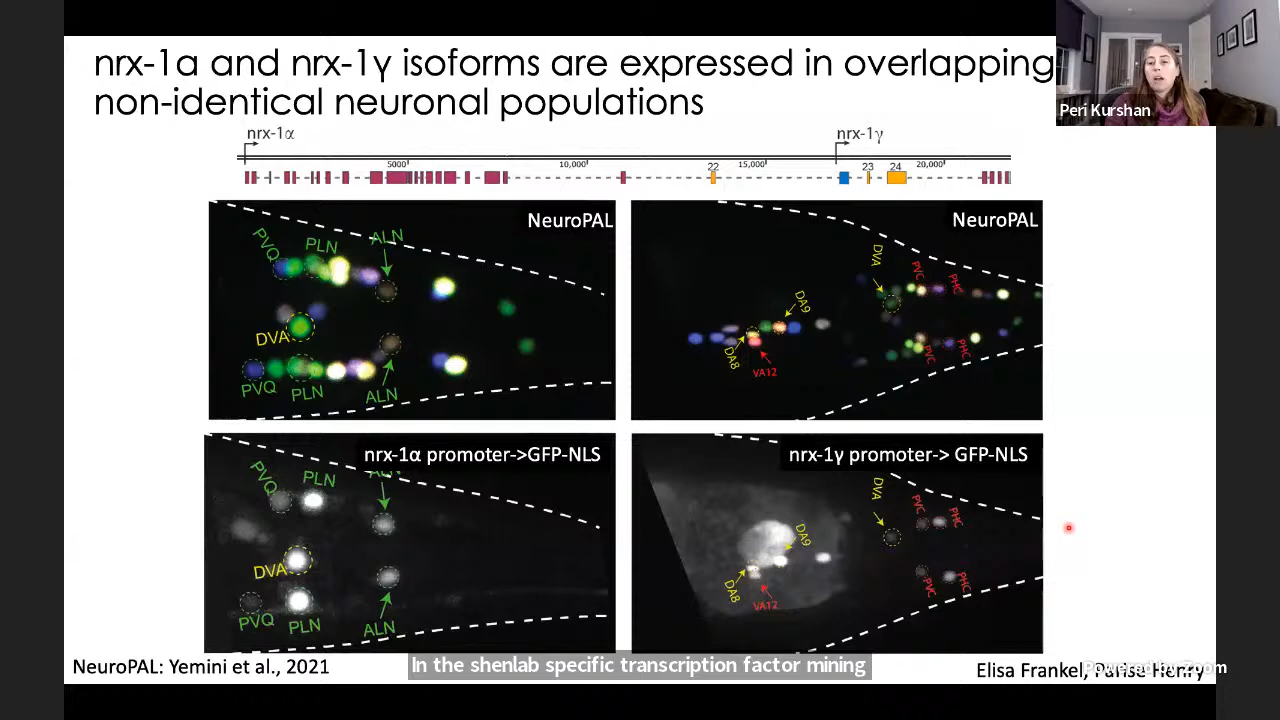 nrx-1α and nrx-1γ isoforms are expressed in overlapping
non-identical neuronal populations
Peri Kurshan
nrx-1α
nrx-1γ
5000
10,000
15,000
20,000
22
23
24
NeuroPAL
PVQ
PLN
ALN
DVA
PVQ
PLN
ALN
NeuroPAL
DVA
PVC
PHC
DA9
DA8
VA12
PVC
PHC
nrx-1α promoter->GFP-NLS
PVQ
PLN
ALN
DVA
PVQ
PLN
ALN
nrx-1γ promoter-> GFP-NLS
DVA
PVC
PHC
DA9
DA8
VA12
PVC
PHC
NeuroPAL: Yemini et al., 2021
In the shenlab specific transcription factor mining
Elisa Frankel, Parise Henry
Powered by Zoom